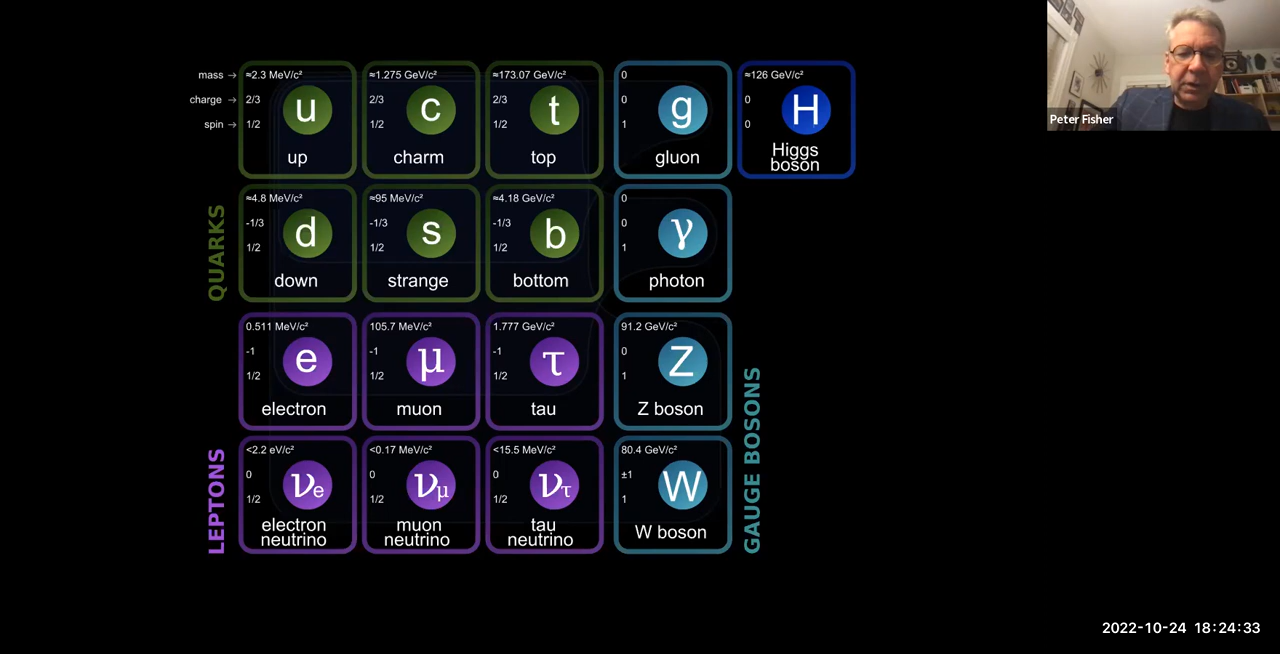 mass →
charge →
spin →
≈2.3 MeV/c²
2/3
1/2
u
up
≈1.275 GeV/c²
2/3
1/2
c
charm
≈173.07 GeV/c²
2/3
1/2
t
top
0
0
1
g
gluon
≈126 GeV/c²
0
0
H
Higgs
boson
QUARKS
≈4.8 MeV/c²
-1/3
1/2
d
down
≈95 MeV/c²
-1/3
1/2
s
strange
≈4.18 GeV/c²
-1/3
1/2
b
bottom
0
0
1
γ
photon
0.511 MeV/c²
-1
1/2
e
electron
105.7 MeV/c²
-1
1/2
μ
muon
1.777 GeV/c²
-1
1/2
τ
tau
91.2 GeV/c²
0
1
Z
Z boson
LEPTONS
<2.2 eV/c²
0
1/2
νe
electron
neutrino
<0.17 MeV/c²
0
1/2
νμ
muon
neutrino
<15.5 MeV/c²
0
1/2
ντ
tau
neutrino
80.4 GeV/c²
±1
1
W
W boson
GAUGE BOSONS
Peter Fisher
2022-10-24 18:24:33